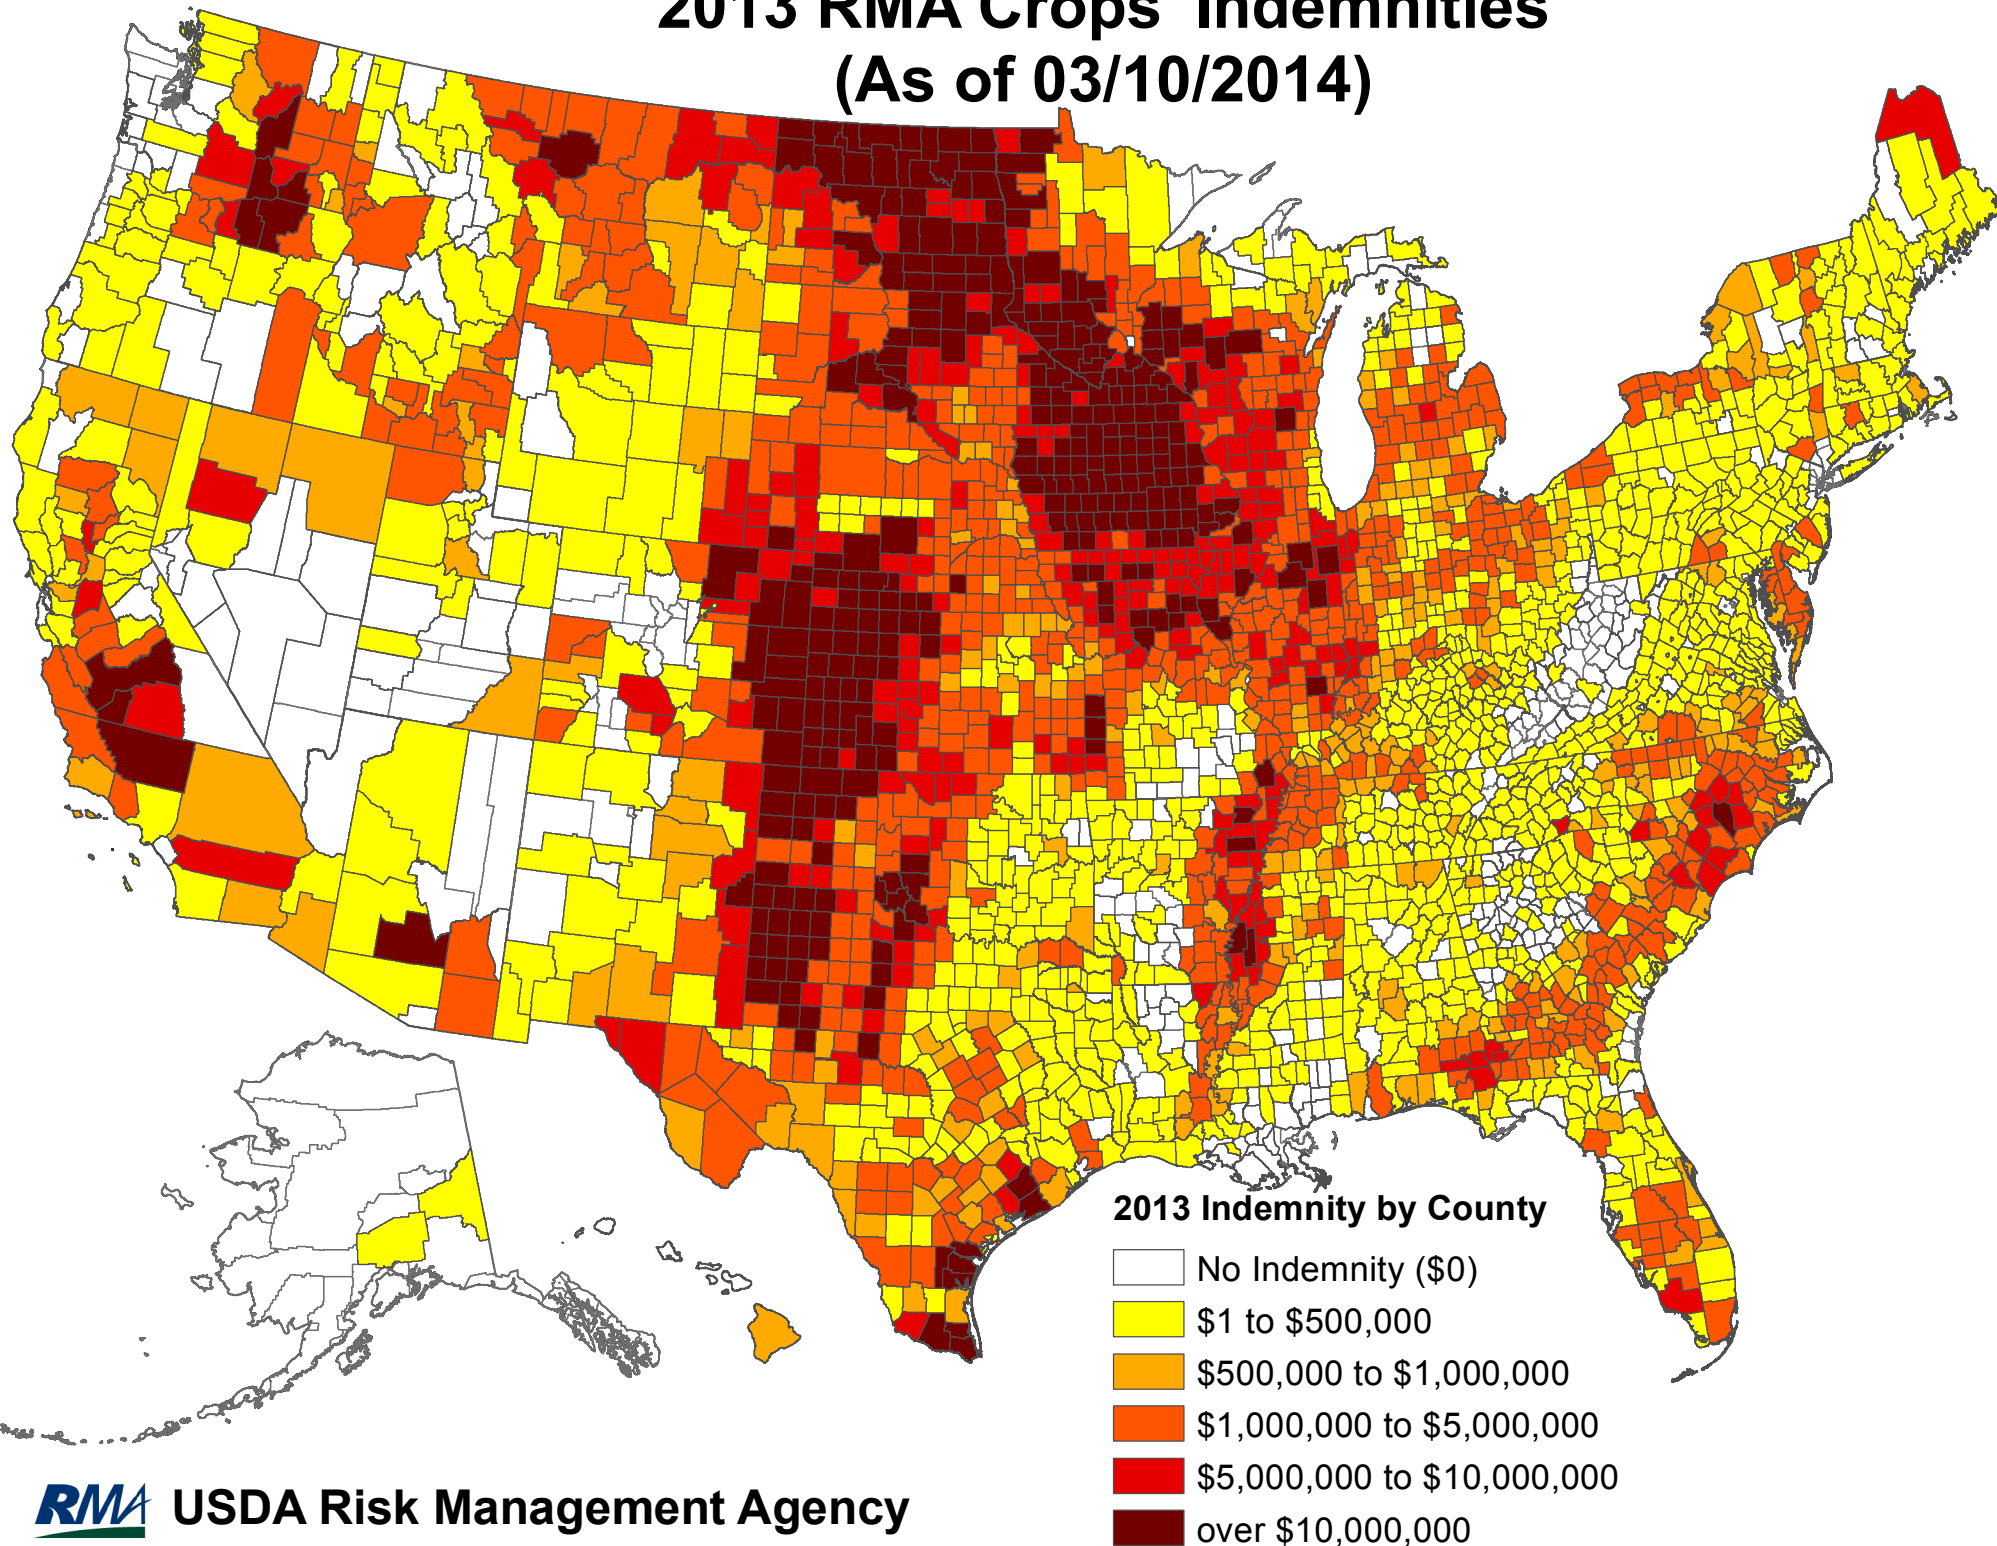 2013 RMA Crops' Indemnities
(As of 03/10/2014)
2013 Indemnity by County
No Indemnity ($0)
$1 to $500,000
$500,000 to $1,000,000
$1,000,000 to $5,000,000
$5,000,000 to $10,000,000
over $10,000,000
RMA USDA Risk Management Agency